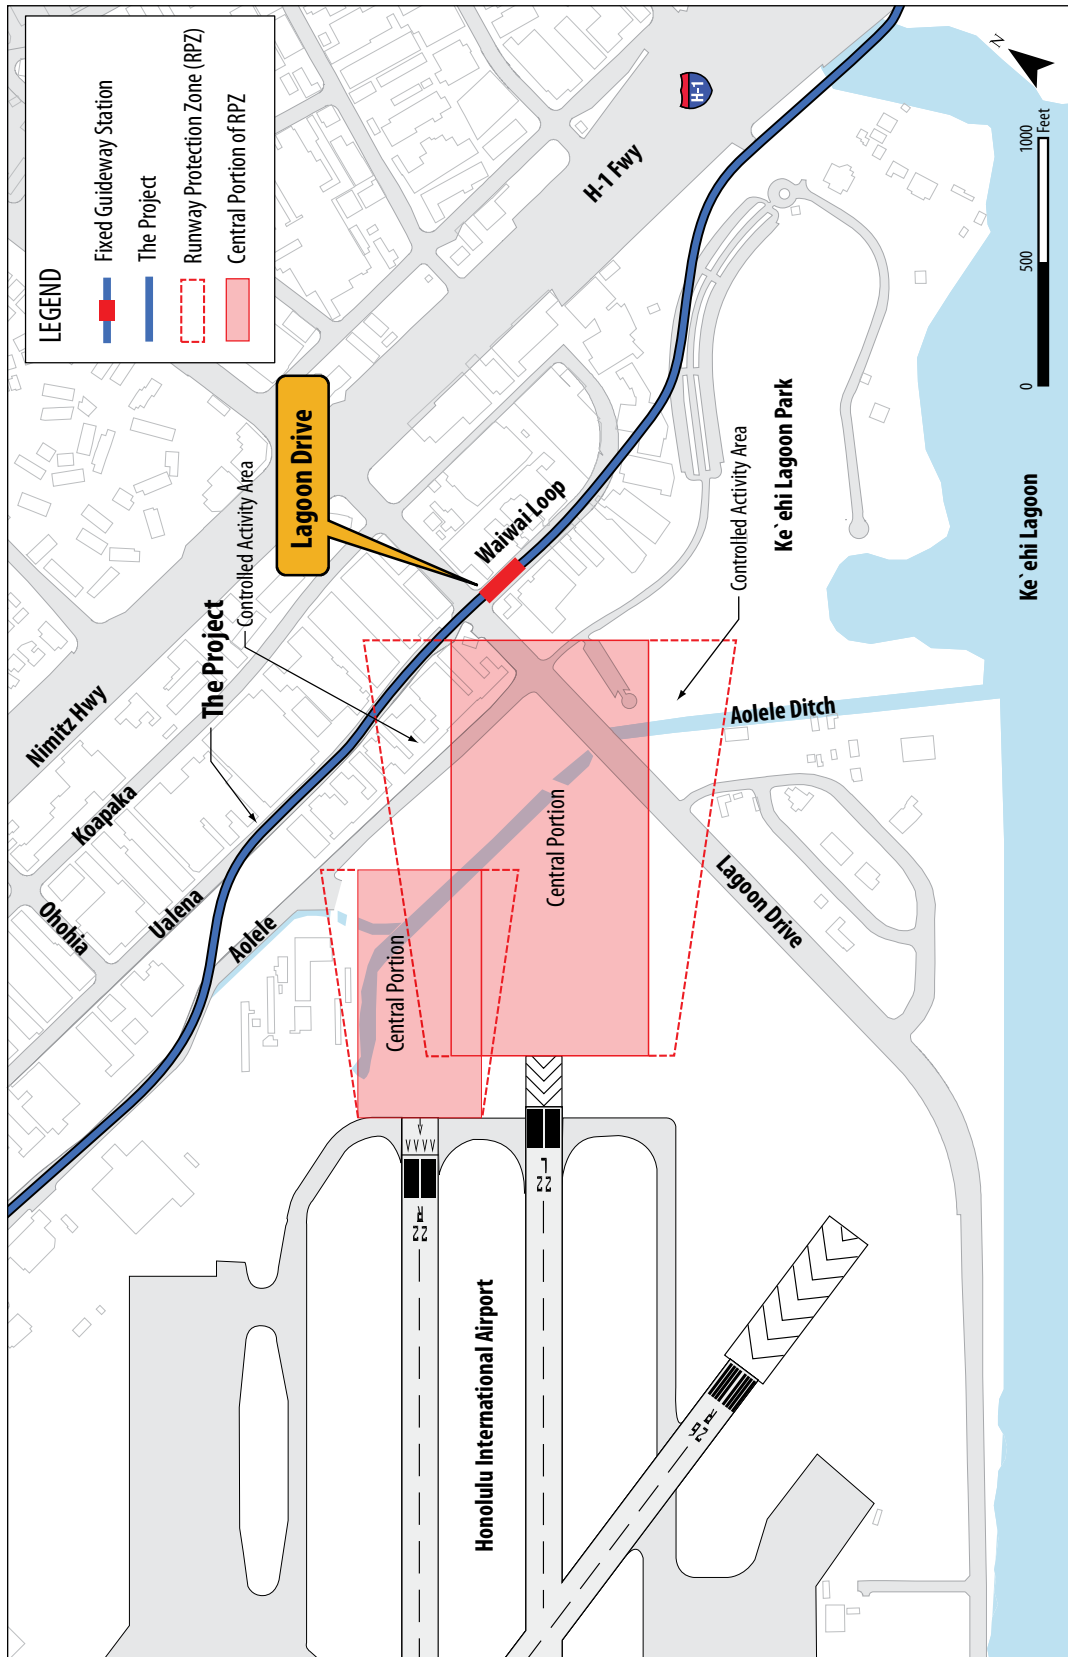 LEGEND
Fixed Guideway Station
The Project
Runway Protection Zone (RPZ)
Central Portion of RPZ
Nimitz Hwy
Koapaka
Ohohia
Ualena
Aolele
The Project
Controlled Activity Area
Lagoon Drive
Waiwai Loop
H-1 Fwy
H-1
N
Central Portion
Central Portion
Lagoon Drive
Aolele Ditch
Controlled Activity Area
Ke`ehi Lagoon Park
Ke`ehi Lagoon
Honolulu International Airport
22
R
22
L
26
R
0
500
1000
Feet